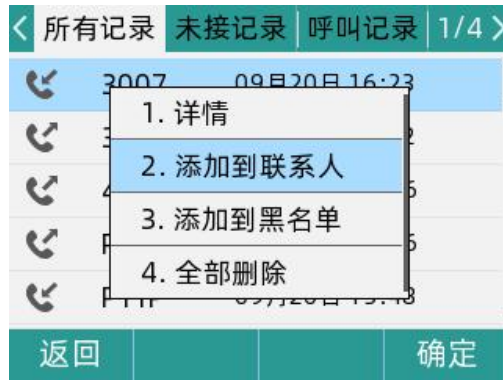 所有记录 未接记录 呼叫记录 1/4
3007 09月20日 16:23
1. 详情
2. 添加到联系人
3. 添加到黑名单
4. 全部删除
返回 确定